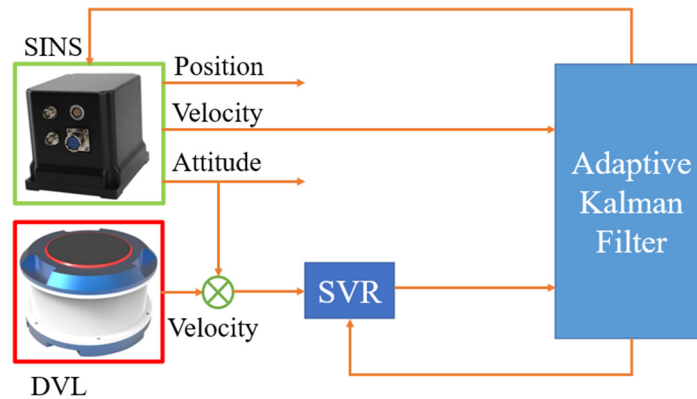 SINS
Position
Velocity
Attitude
Adaptive
Kalman
Filter
SVR
Velocity
DVL